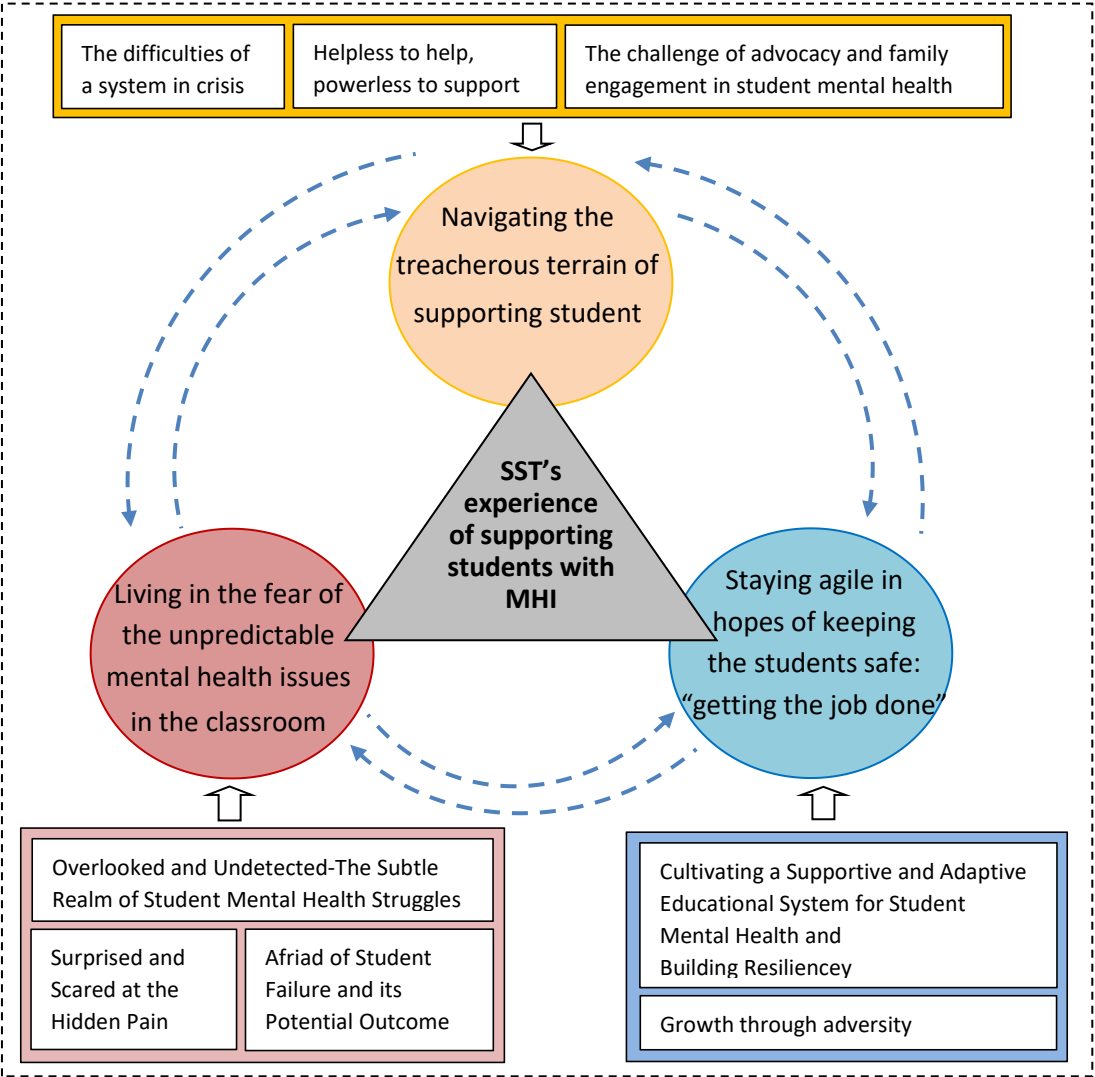 The difficulties of
a system in crisis
Helpless to help,
powerless to support
The challenge of advocacy and family
engagement in student mental health
Navigating the
treacherous terrain of
supporting student
SST's
experience
of supporting
students with
MHI
Living in the fear of
the unpredictable
mental health issues
in the classroom
Staying agile in
hopes of keeping
the students safe:
“getting the job done”
Overlooked and Undetected-The Subtle
Realm of Student Mental Health Struggles
Surprised and
Scared at the
Hidden Pain
Afriad of Student
Failure and its
Potential Outcome
Cultivating a Supportive and Adaptive
Educational System for Student
Mental Health and
Building Resiliencey
Growth through adversity